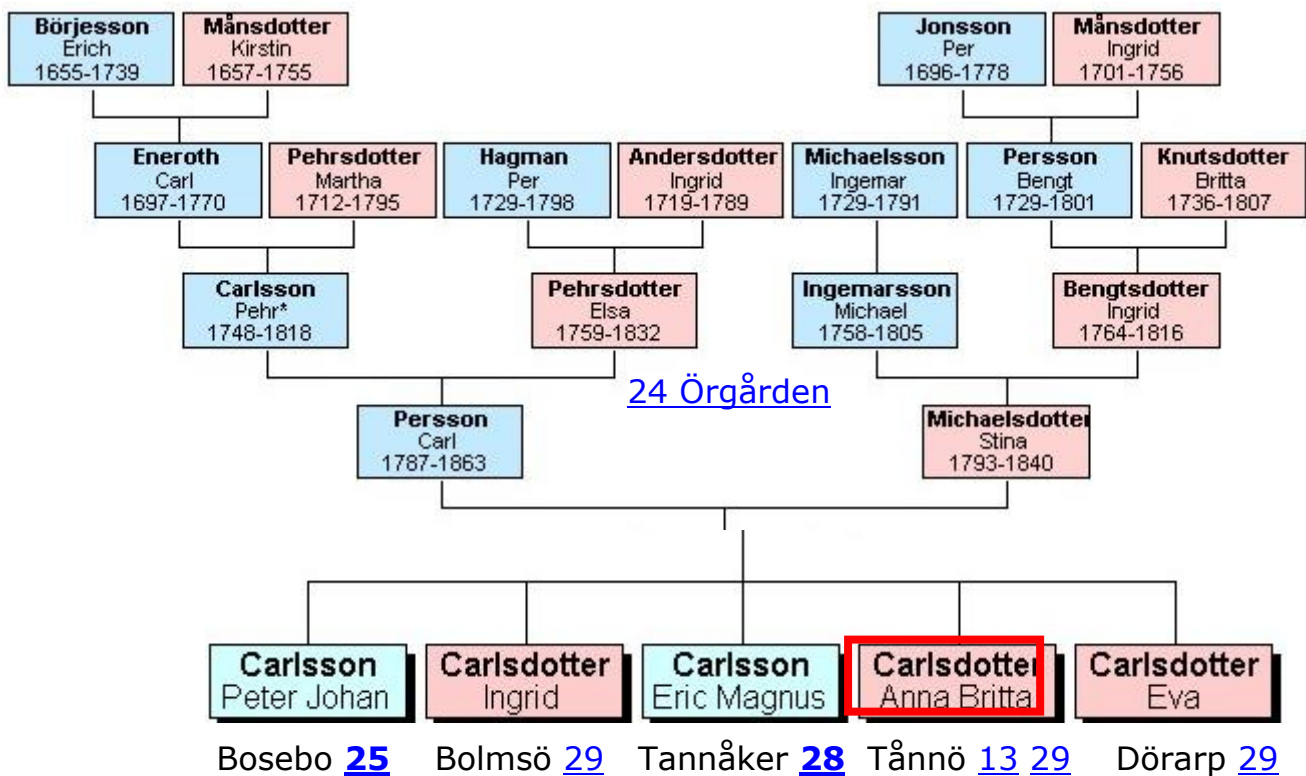 Börjesson
Erich
1655-1739
Månsdotter
Kirstin
1657-1755
Jonsson
Per
1696-1778
Månsdotter
Ingrid
1701-1756
Eneroth
Carl
1697-1770
Pehrsdotter
Martha
1712-1795
Hagman
Per
1729-1798
Andersdotter
Ingrid
1719-1789
Michaelsson
Ingemar
1729-1791
Persson
Bengt
1729-1801
Knutsdotter
Britta
1736-1807
Carlsson
Pehr*
1748-1818
Pehrsdotter
Elsa
1759-1832
Ingemarsson
Michael
1758-1805
Bengtsdotter
Ingrid
1764-1816
24 Örgården
Persson
Carl
1787-1863
Michaelsdotter
Stina
1793-1840
Carlsson
Peter Johan
Carlsdotter
Ingrid
Carlsson
Eric Magnus
Carlsdotter
Anna Britta
Carlsdotter
Eva
Bosebo 25 Bolmsö 29 Tannåker 28 Tånnö 13 29 Dörarp 29